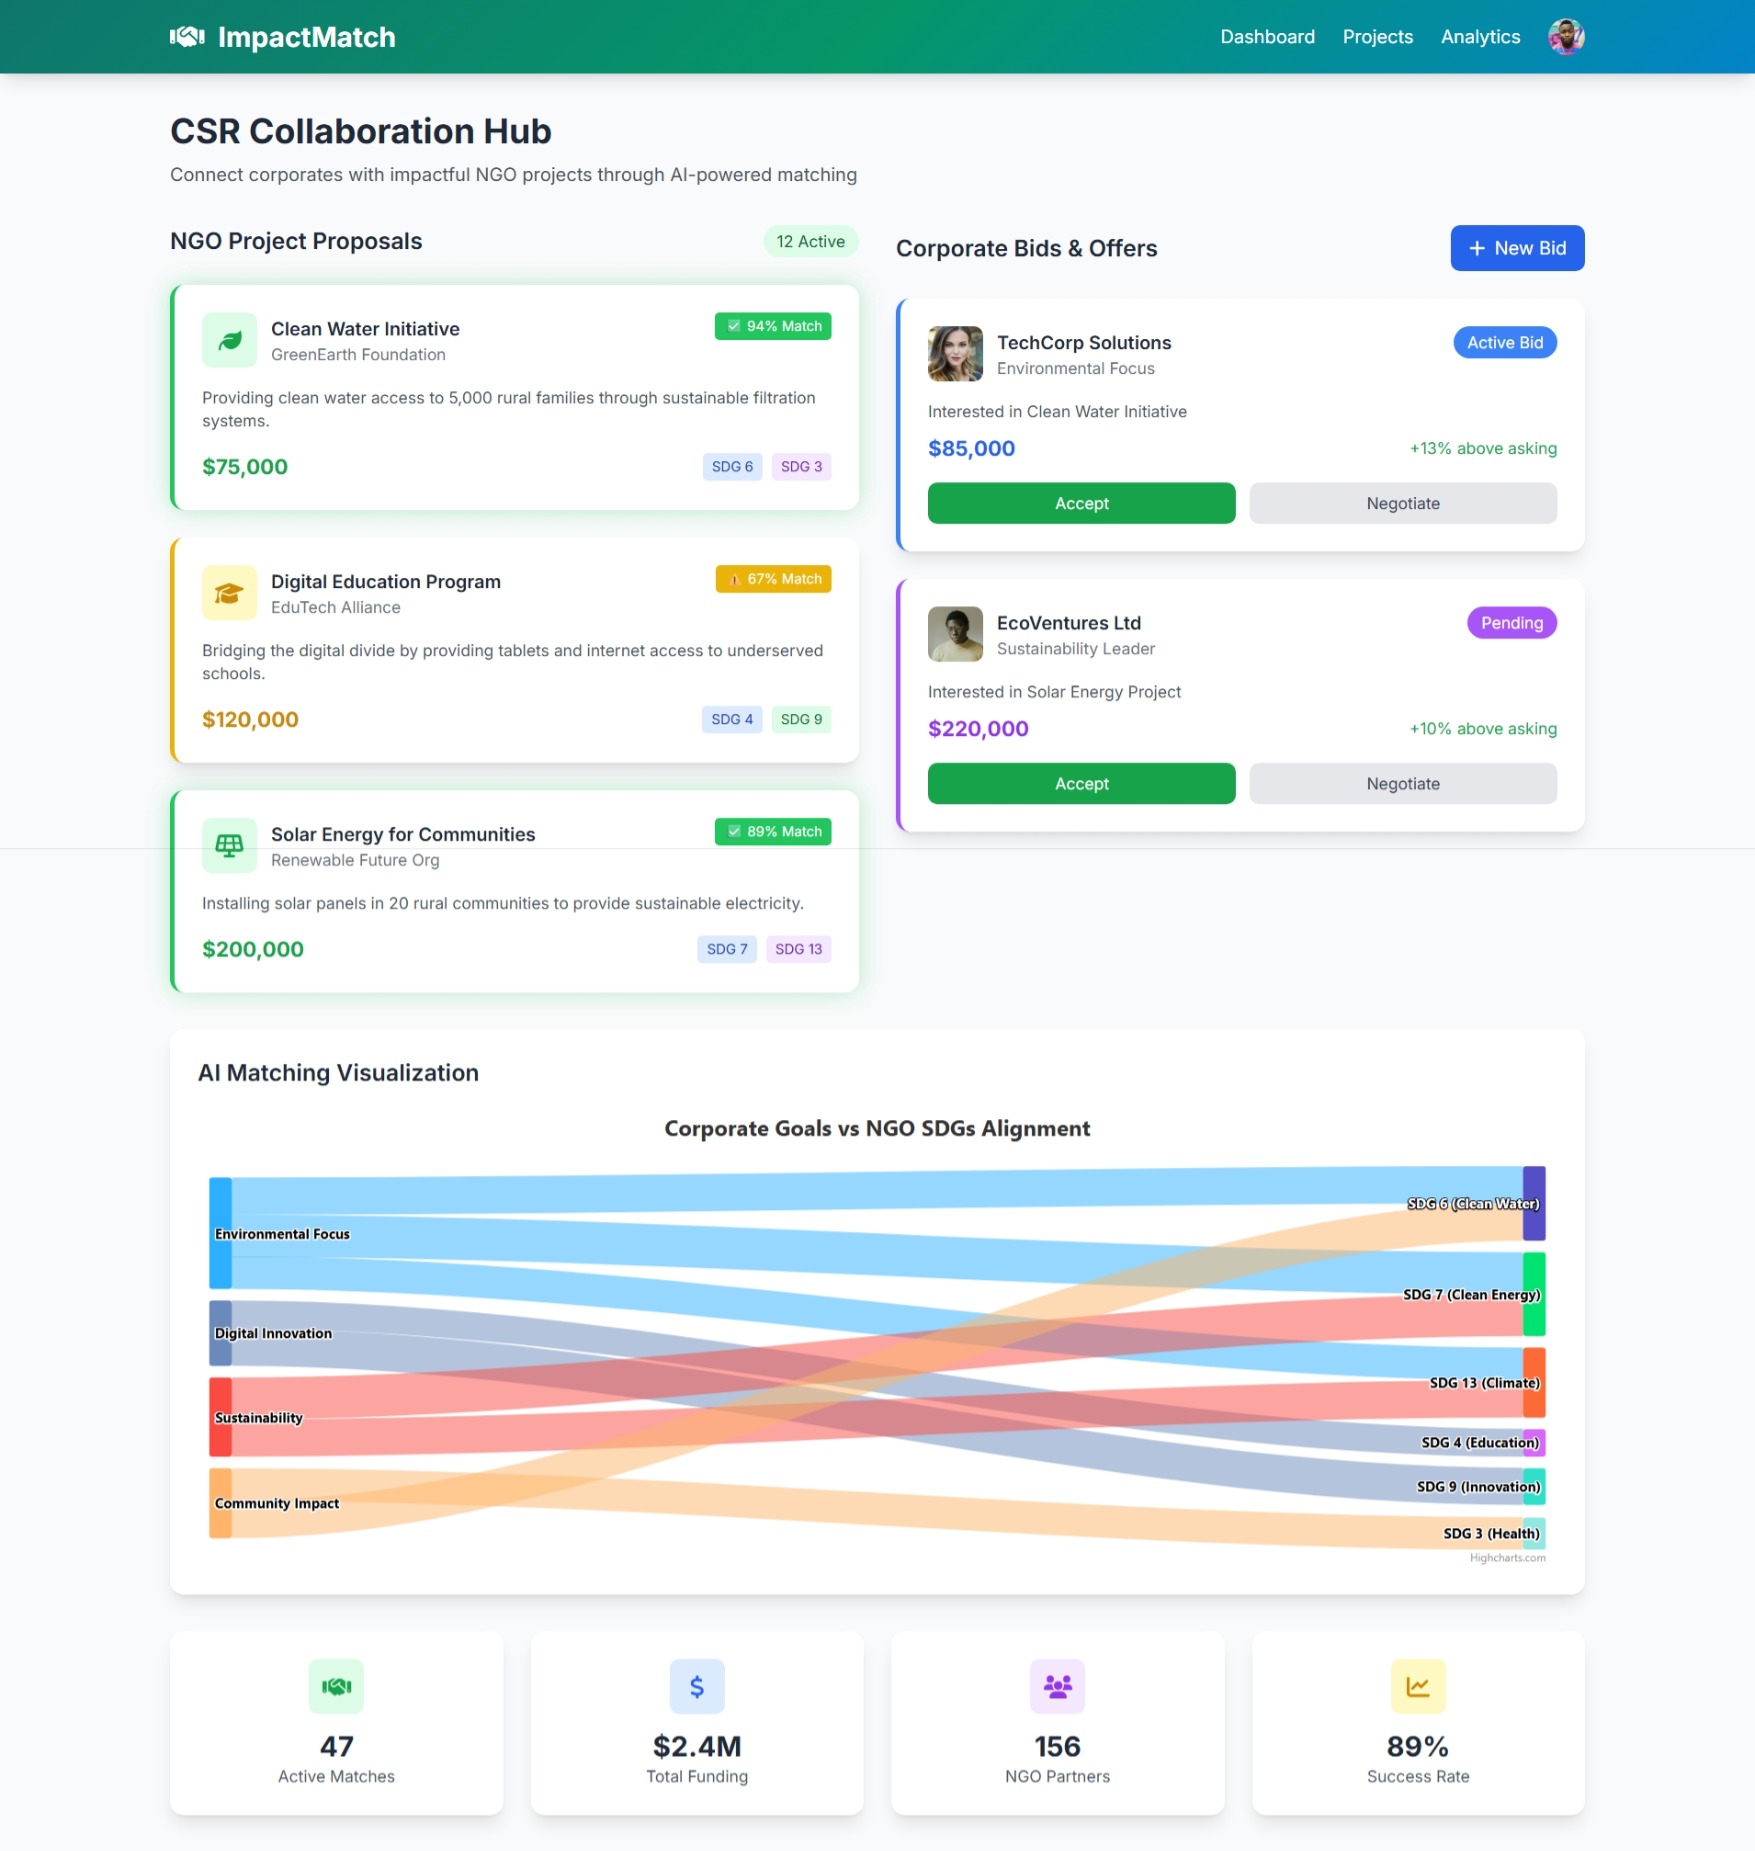 ImpactMatch
Dashboard
Projects
Analytics
CSR Collaboration Hub
Connect corporates with impactful NGO projects through AI-powered matching
NGO Project Proposals
12 Active
Clean Water Initiative
GreenEarth Foundation
94% Match
Providing clean water access to 5,000 rural families through sustainable filtration
systems.
$75,000
SDG 6
SDG 3
Digital Education Program
EduTech Alliance
67% Match
Bridging the digital divide by providing tablets and internet access to underserved
schools.
$120,000
SDG 4
SDG 9
Solar Energy for Communities
Renewable Future Org
89% Match
Installing solar panels in 20 rural communities to provide sustainable electricity.
$200,000
SDG 7
SDG 13
Corporate Bids & Offers
+ New Bid
TechCorp Solutions
Environmental Focus
Active Bid
Interested in Clean Water Initiative
$85,000
+13% above asking
Accept
Negotiate
EcoVentures Ltd
Sustainability Leader
Pending
Interested in Solar Energy Project
$220,000
+10% above asking
Accept
Negotiate
AI Matching Visualization
Corporate Goals vs NGO SDGs Alignment
Environmental Focus
Digital Innovation
Sustainability
Community Impact
SDG 6 (Clean Water)
SDG 7 (Clean Energy)
SDG 13 (Climate)
SDG 4 (Education)
SDG 9 (Innovation)
SDG 3 (Health)
Highcharts.com
47
Active Matches
$2.4M
Total Funding
156
NGO Partners
89%
Success Rate